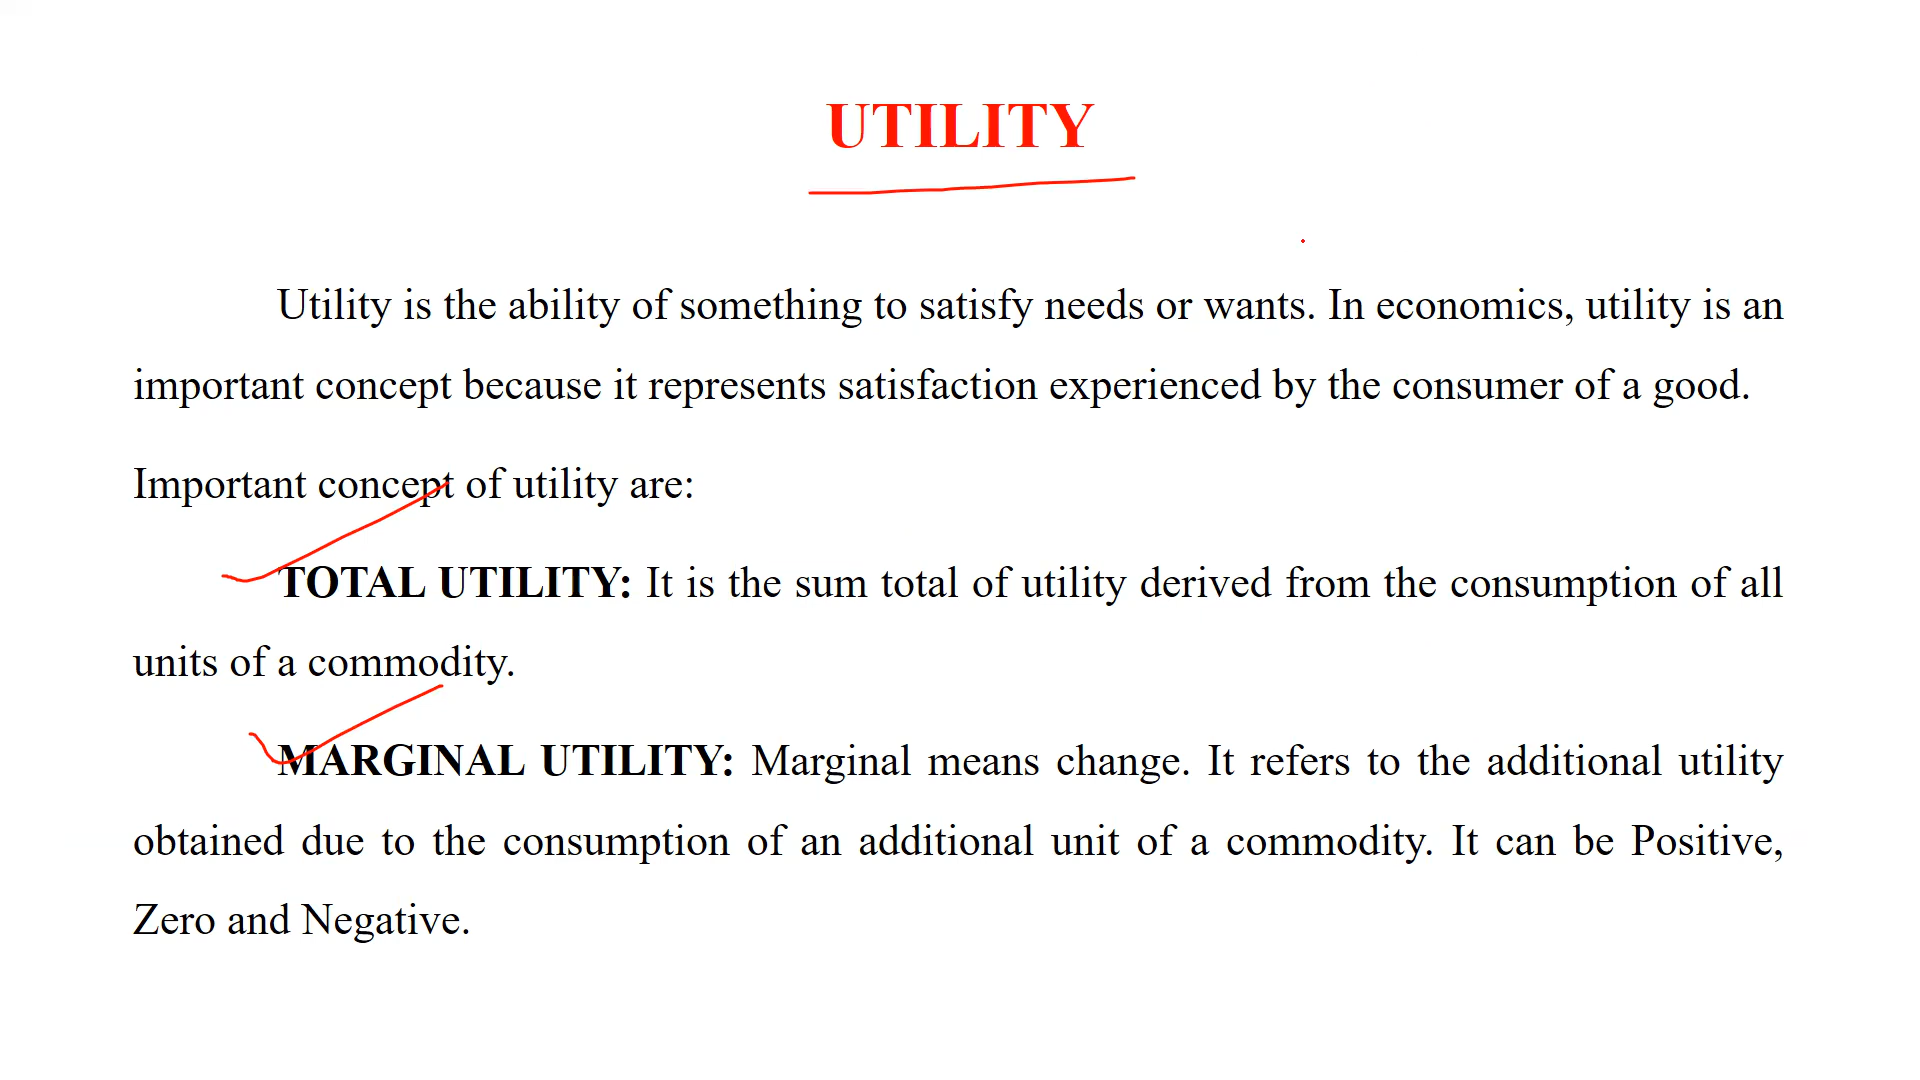 UTILITY
Utility is the ability of something to satisfy needs or wants. In economics, utility is an
important concept because it represents satisfaction experienced by the consumer of a good.
Important concept of utility are:
TOTAL UTILITY: It is the sum total of utility derived from the consumption of all
units of a commodity.
MARGINAL UTILITY: Marginal means change. It refers to the additional utility
obtained due to the consumption of an additional unit of a commodity. It can be Positive,
Zero and Negative.